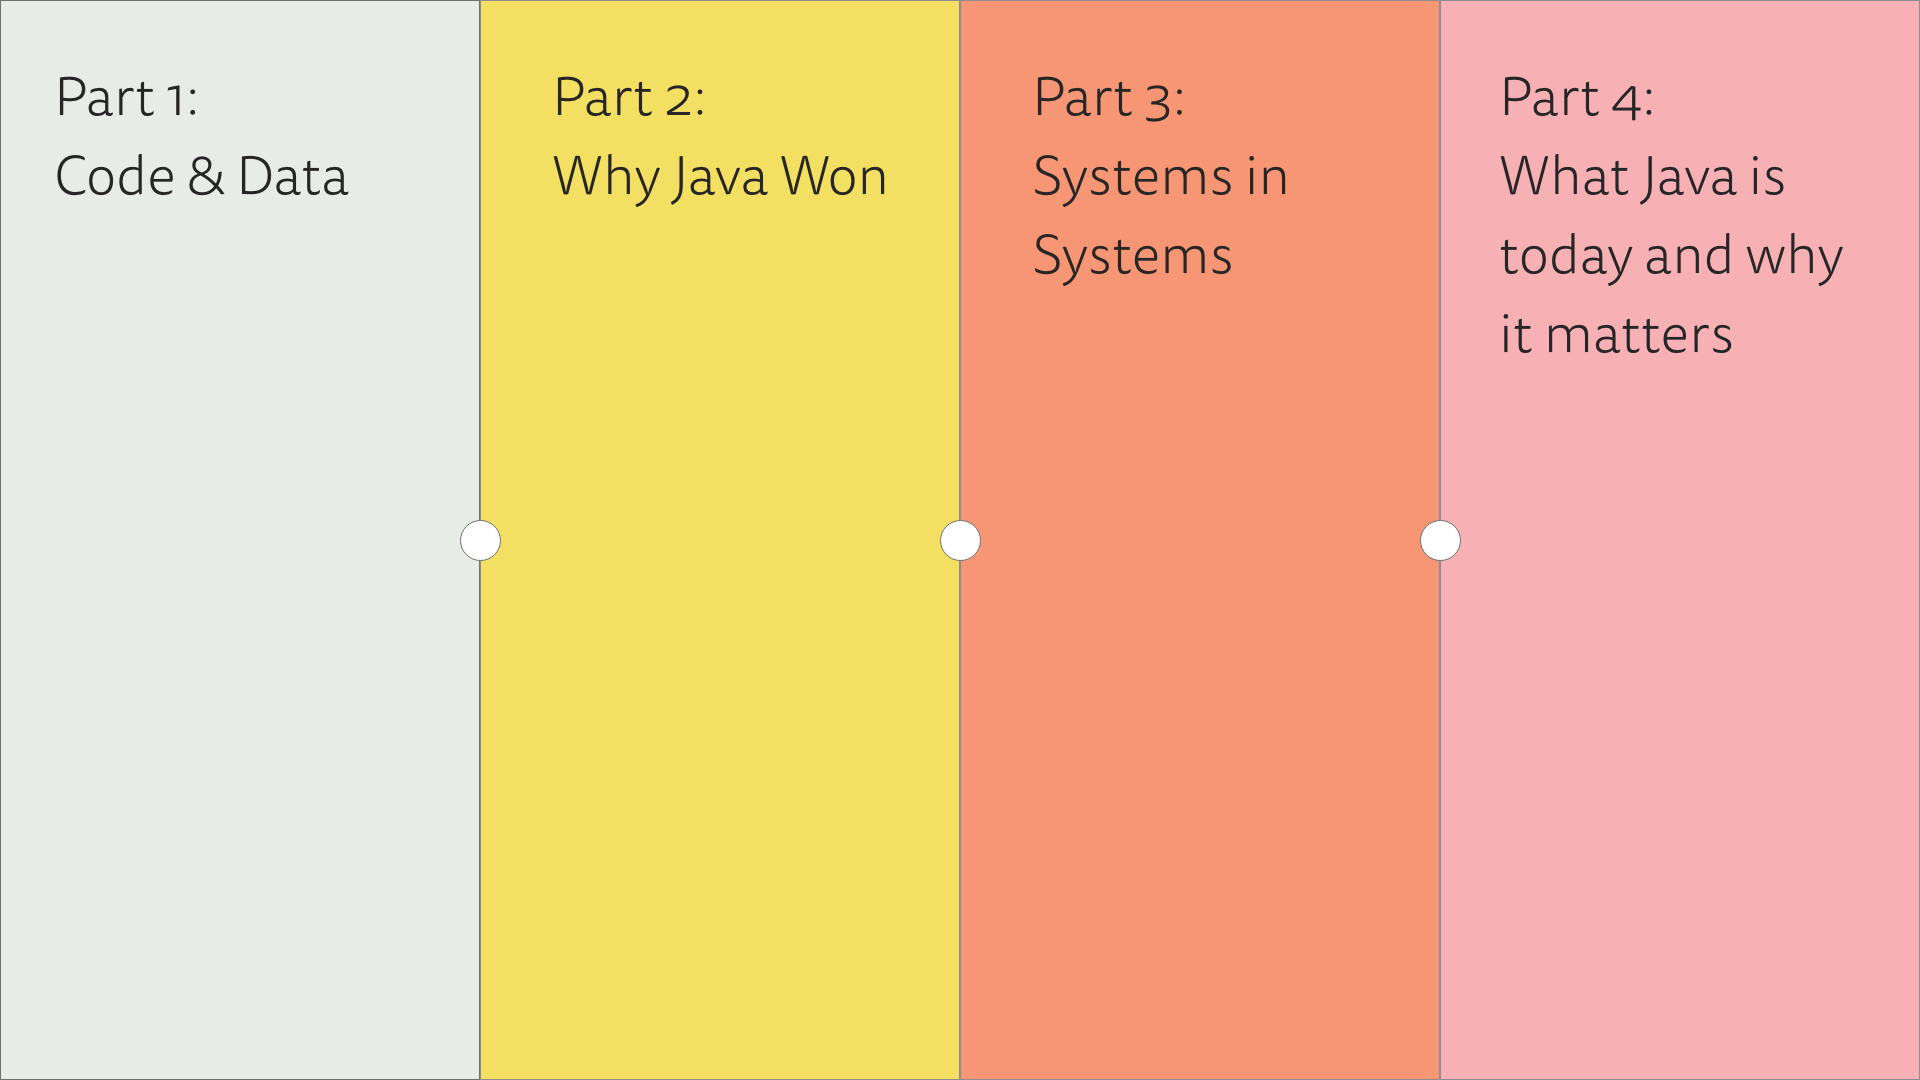 Part 1:
Code & Data
Part 2:
Why Java Won
Part 3:
Systems in
Systems
Part 4:
What Java is
today and why
it matters